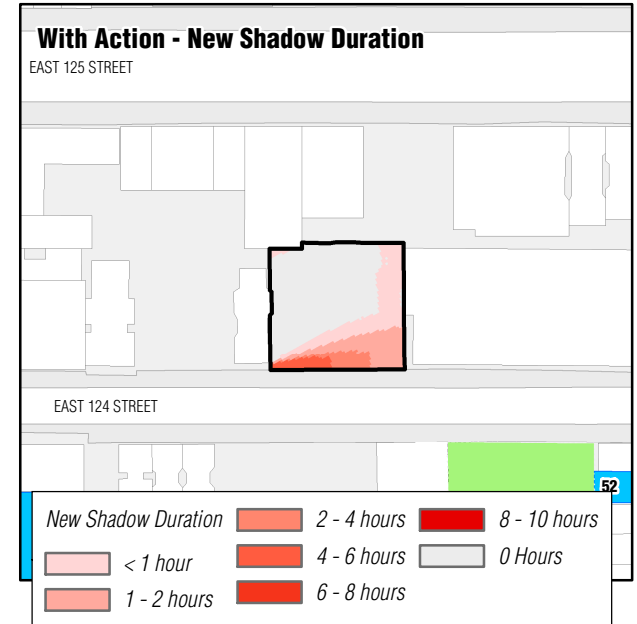 With Action - New Shadow Duration
EAST 125 STREET
EAST 124 STREET
52
New Shadow Duration
< 1 hour
1 - 2 hours
2 - 4 hours
4 - 6 hours
6 - 8 hours
8 - 10 hours
0 Hours